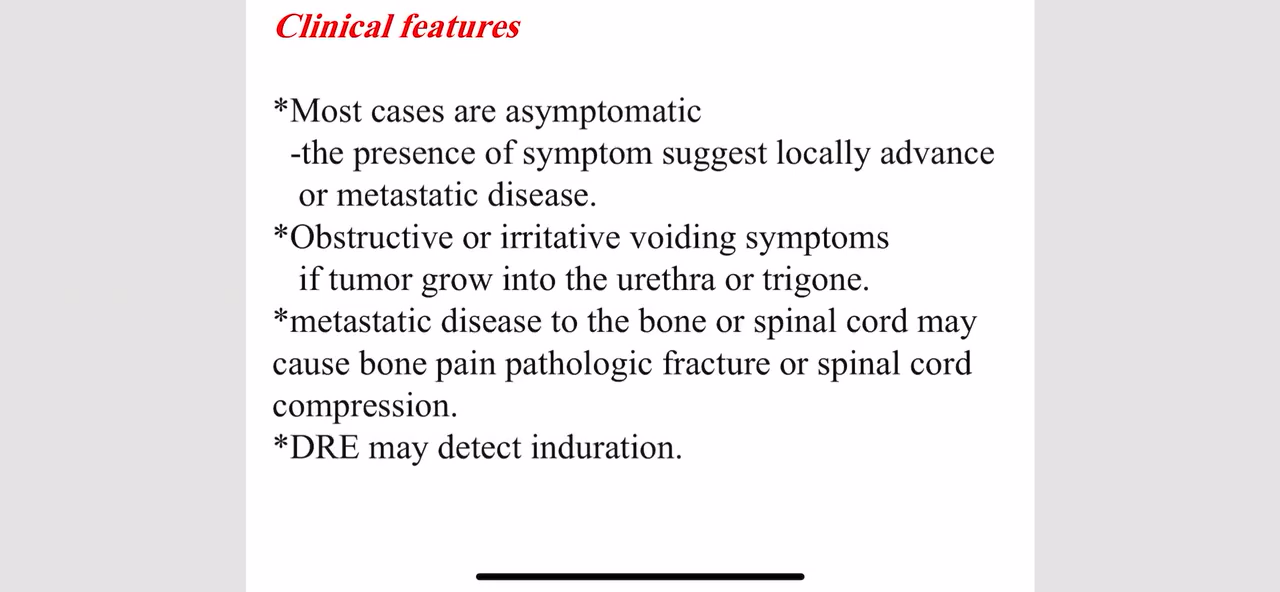 Clinical features
*Most cases are asymptomatic
-the presence of symptom suggest locally advance
or metastatic disease.
*Obstructive or irritative voiding symptoms
if tumor grow into the urethra or trigone.
*metastatic disease to the bone or spinal cord may
cause bone pain pathologic fracture or spinal cord
compression.
*DRE may detect induration.